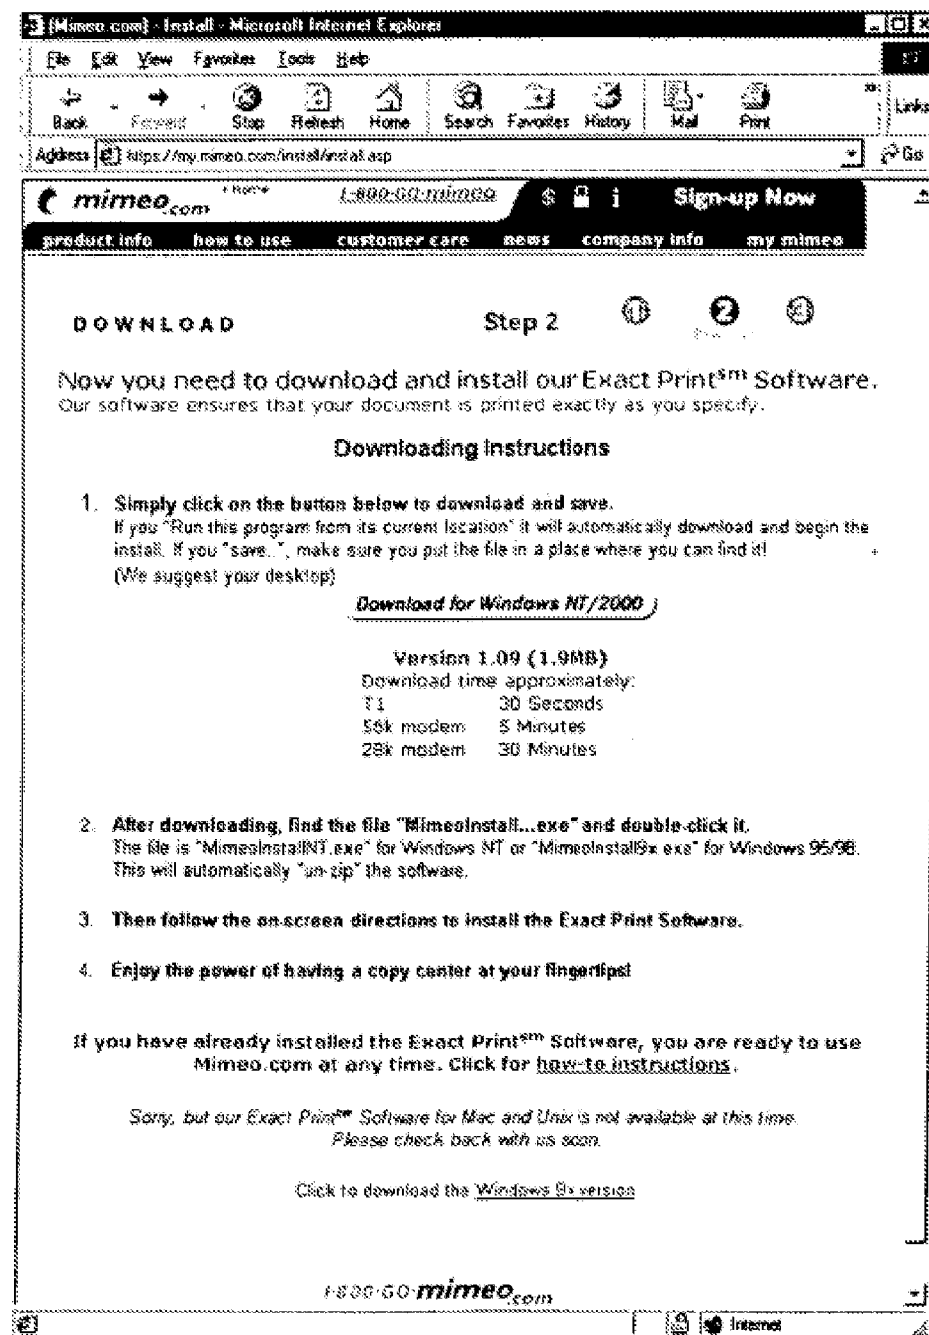 [Mimeo.com] - Install - Microsoft Internet Explorer
File Edit View Favorites Tools Help
Back Forward Stop Refresh Home Search Favorites History Mail Print Links
Address https://my.mimeo.com/install/install.asp Go
mimeo.com Home 1-800-GO-mimeo $ i Sign-up Now
product info how to use customer care news company info my mimeo
DOWNLOAD Step 2 1 2 3
Now you need to download and install our Exact Print℠ Software.
Our software ensures that your document is printed exactly as you specify.
Downloading Instructions
1. Simply click on the button below to download and save.
If you "Run this program from its current location" it will automatically download and begin the
install. If you "save..", make sure you put the file in a place where you can find it!
(We suggest your desktop)
Download for Windows NT/2000
Version 1.09 (1.9MB)
Download time approximately:
T1 30 Seconds
56k modem 5 Minutes
28k modem 30 Minutes
2. After downloading, find the file "MimeoInstall...exe" and double-click it.
The file is "MimeoInstallNT.exe" for Windows NT or "MimeoInstall9x.exe" for Windows 95/98.
This will automatically "un-zip" the software.
3. Then follow the on-screen directions to install the Exact Print Software.
4. Enjoy the power of having a copy center at your fingertips!
If you have already installed the Exact Print℠ Software, you are ready to use
Mimeo.com at any time. Click for how-to instructions.
Sorry, but our Exact Print℠ Software for Mac and Unix is not available at this time.
Please check back with us soon.
Click to download the Windows 9x version
1-800-GO-mimeo.com
Internet